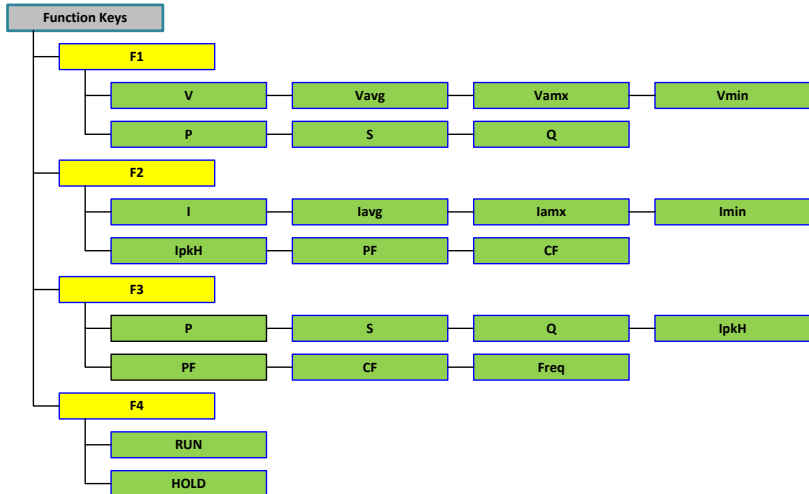 Function Keys
F1
V Vavg Vamx Vmin
P S Q
F2
I Iavg Iamx Imin
IpkH PF CF
F3
P S Q IpkH
PF CF Freq
F4
RUN
HOLD